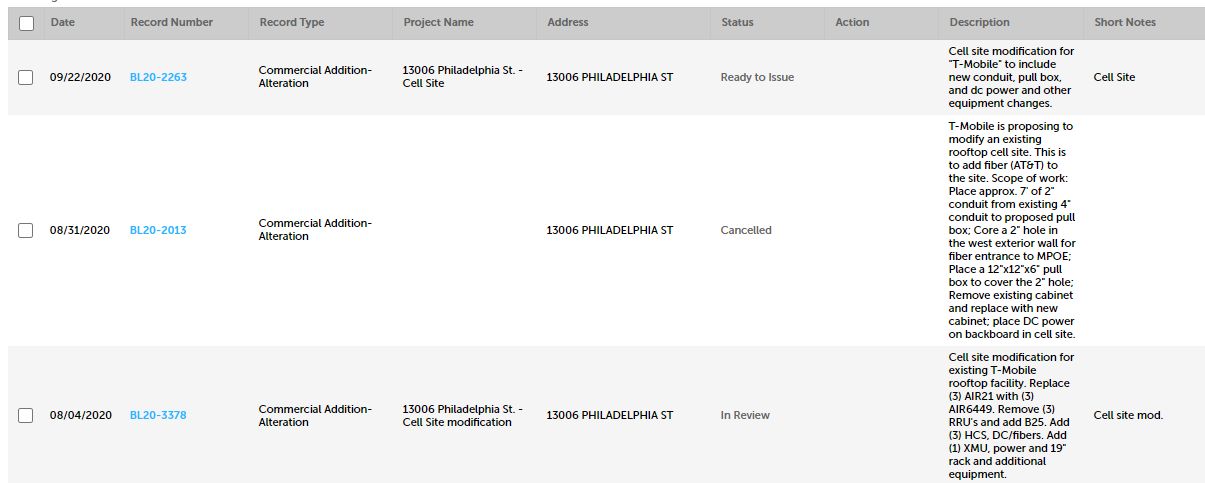 Date Record Number Record Type Project Name Address Status Action Description Short Notes
09/22/2020 BL20-2263 Commercial Addition-
Alteration
13006 Philadelphia St. -
Cell Site
13006 PHILADELPHIA ST Ready to Issue
Cell site modification for
"T-Mobile" to include
new conduit, pull box,
and dc power and other
equipment changes.
Cell Site
08/31/2020 BL20-2013 Commercial Addition-
Alteration
13006 PHILADELPHIA ST Cancelled
T-Mobile is proposing to
modify an existing
rooftop cell site. This is
to add fiber (AT&T) to
the site. Scope of work:
Place approx. 7' of 2"
conduit from existing 4"
conduit to proposed pull
box; Core a 2" hole in
the west exterior wall for
fiber entrance to MPOE;
Place a 12"x12"x6" pull
box to cover the 2" hole;
Remove existing cabinet
and replace with new
cabinet; place DC power
on backboard in cell site.
08/04/2020 BL20-3378 Commercial Addition-
Alteration
13006 Philadelphia St. -
Cell Site modification
13006 PHILADELPHIA ST In Review
Cell site modification for
existing T-Mobile
rooftop facility. Replace
(3) AIR21 with (3)
AIR6449. Remove (3)
RRU's and add B25. Add
(3) HCS, DC/fibers. Add
(1) XMU, power and 19"
rack and additional
equipment.
Cell site mod.